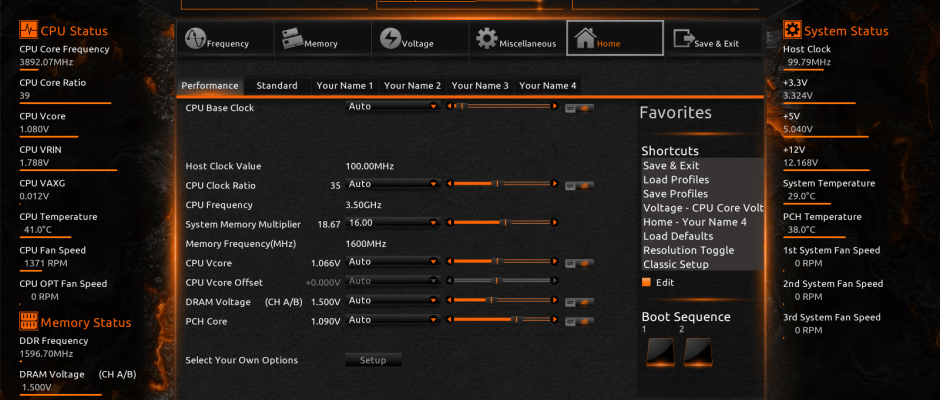 CPU Status
CPU Core Frequency
3892.07MHz
CPU Core Ratio
39
CPU Vcore
1.080V
CPU VRIN
1.788V
CPU VAXG
0.012V
CPU Temperature
41.0°C
CPU Fan Speed
1371 RPM
CPU OPT Fan Speed
0 RPM
Memory Status
DDR Frequency
1596.70MHz
DRAM Voltage (CH A/B)
1.500V
Frequency Memory Voltage Miscellaneous Home Save & Exit
Performance Standard Your Name 1 Your Name 2 Your Name 3 Your Name 4
CPU Base Clock Auto
Host Clock Value 100.00MHz
CPU Clock Ratio 35 Auto
CPU Frequency 3.50GHz
System Memory Multiplier 18.67 16.00
Memory Frequency(MHz) 1600MHz
CPU Vcore 1.066V Auto
CPU Vcore Offset +0.000V Auto
DRAM Voltage (CH A/B) 1.500V Auto
PCH Core 1.090V Auto
Select Your Own Options Setup
Favorites
Shortcuts
Save & Exit
Load Profiles
Save Profiles
Voltage - CPU Core Volt
Home - Your Name 4
Load Defaults
Resolution Toggle
Classic Setup
Edit
Boot Sequence
1 2
System Status
Host Clock
99.79MHz
+3.3V
3.324V
+5V
5.040V
+12V
12.168V
System Temperature
29.0°C
PCH Temperature
38.0°C
1st System Fan Speed
0 RPM
2nd System Fan Speed
0 RPM
3rd System Fan Speed
0 RPM